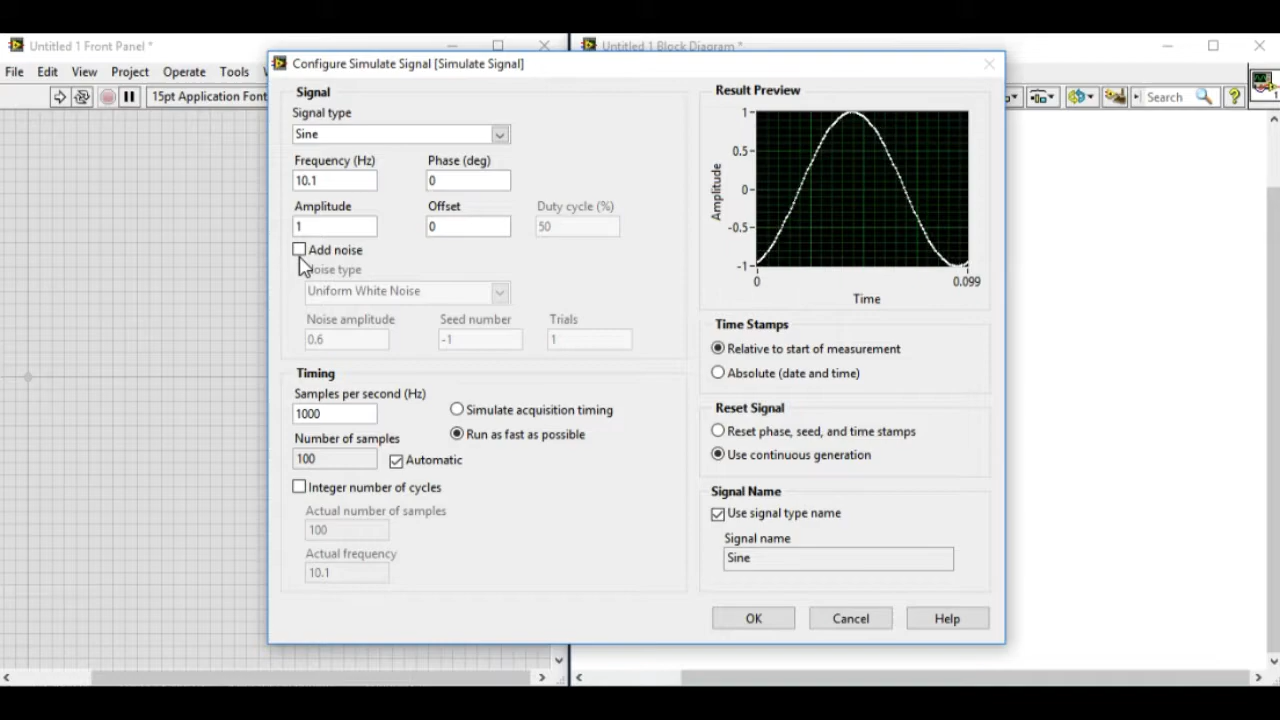 Untitled 1 Front Panel *
Untitled 1 Block Diagram *
File Edit View Project Operate Tools
15pt Application Font
Search
Configure Simulate Signal [Simulate Signal]
Signal
Signal type
Sine
Frequency (Hz) Phase (deg)
10.1 0
Amplitude Offset Duty cycle (%)
1 0 50
Add noise
Noise type
Uniform White Noise
Noise amplitude Seed number Trials
0.6 -1 1
Timing
Samples per second (Hz)
1000
Simulate acquisition timing
Run as fast as possible
Number of samples
100
Automatic
Integer number of cycles
Actual number of samples
100
Actual frequency
10.1
Result Preview
Amplitude
1
0.5
0
-0.5
-1
0 0.099
Time
Time Stamps
Relative to start of measurement
Absolute (date and time)
Reset Signal
Reset phase, seed, and time stamps
Use continuous generation
Signal Name
Use signal type name
Signal name
Sine
OK Cancel Help